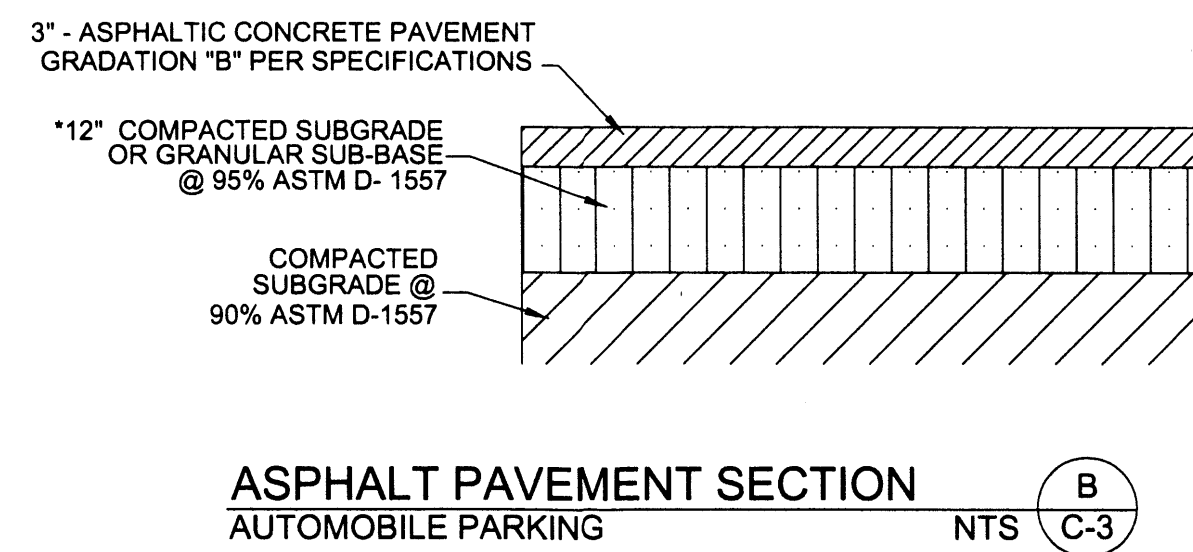 3" - ASPHALTIC CONCRETE PAVEMENT
GRADATION "B" PER SPECIFICATIONS
*12" COMPACTED SUBGRADE
OR GRANULAR SUB-BASE
@ 95% ASTM D- 1557
COMPACTED
SUBGRADE @
90% ASTM D-1557
ASPHALT PAVEMENT SECTION
AUTOMOBILE PARKING
NTS
B
C-3